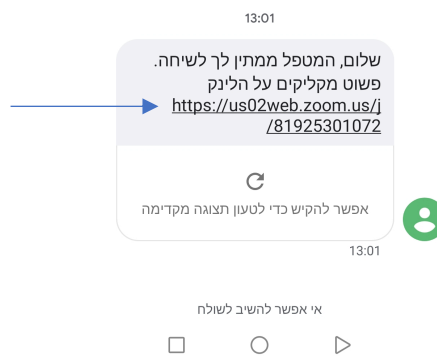 13:01
שלום, המטפל ממתין לך לשיחה.
פשוט מקליקים על הלינק
https://us02web.zoom.us/j
/81925301072
אפשר להקיש כדי לטעון תצוגה מקדימה
13:01
אי אפשר להשיב לשולח